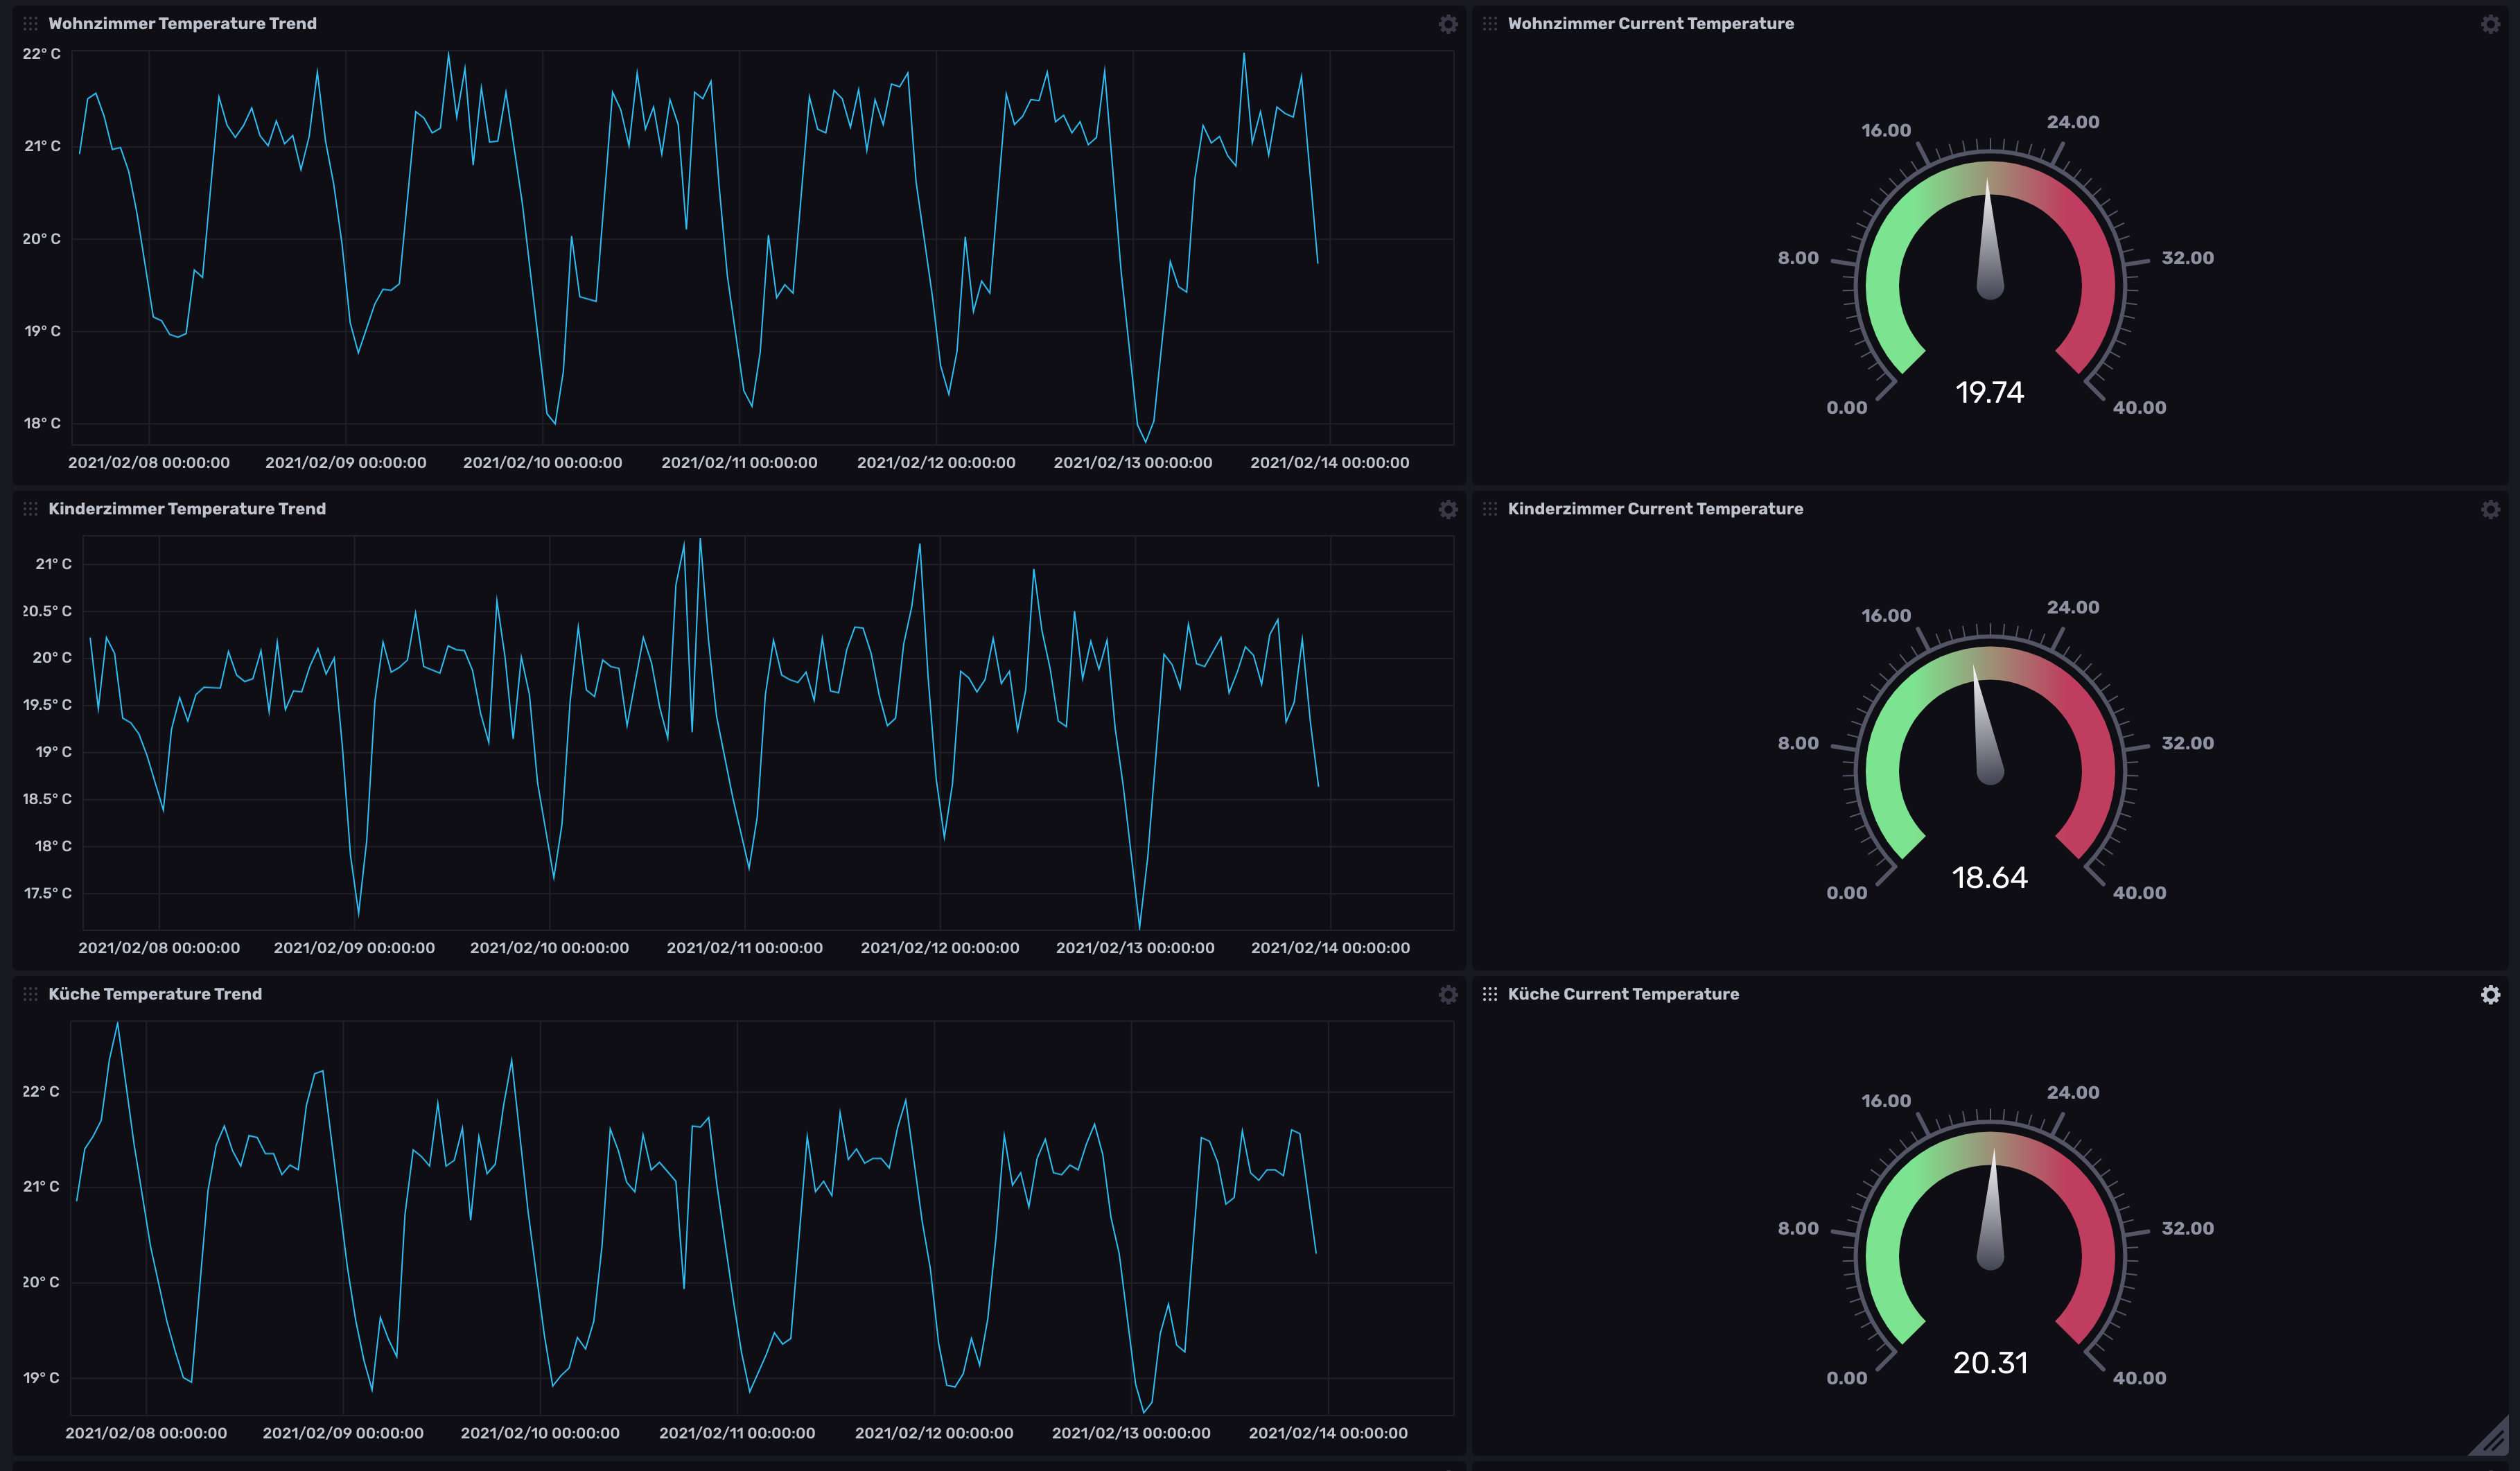 Wohnzimmer Temperature Trend
22° C
21° C
20° C
19° C
18° C
2021/02/08 00:00:00 2021/02/09 00:00:00 2021/02/10 00:00:00 2021/02/11 00:00:00 2021/02/12 00:00:00 2021/02/13 00:00:00 2021/02/14 00:00:00
Wohnzimmer Current Temperature
16.00 24.00
8.00 32.00
0.00 40.00
19.74
Kinderzimmer Temperature Trend
21° C
20.5° C
20° C
19.5° C
19° C
18.5° C
18° C
17.5° C
2021/02/08 00:00:00 2021/02/09 00:00:00 2021/02/10 00:00:00 2021/02/11 00:00:00 2021/02/12 00:00:00 2021/02/13 00:00:00 2021/02/14 00:00:00
Kinderzimmer Current Temperature
16.00 24.00
8.00 32.00
0.00 40.00
18.64
Küche Temperature Trend
22° C
21° C
20° C
19° C
2021/02/08 00:00:00 2021/02/09 00:00:00 2021/02/10 00:00:00 2021/02/11 00:00:00 2021/02/12 00:00:00 2021/02/13 00:00:00 2021/02/14 00:00:00
Küche Current Temperature
16.00 24.00
8.00 32.00
0.00 40.00
20.31